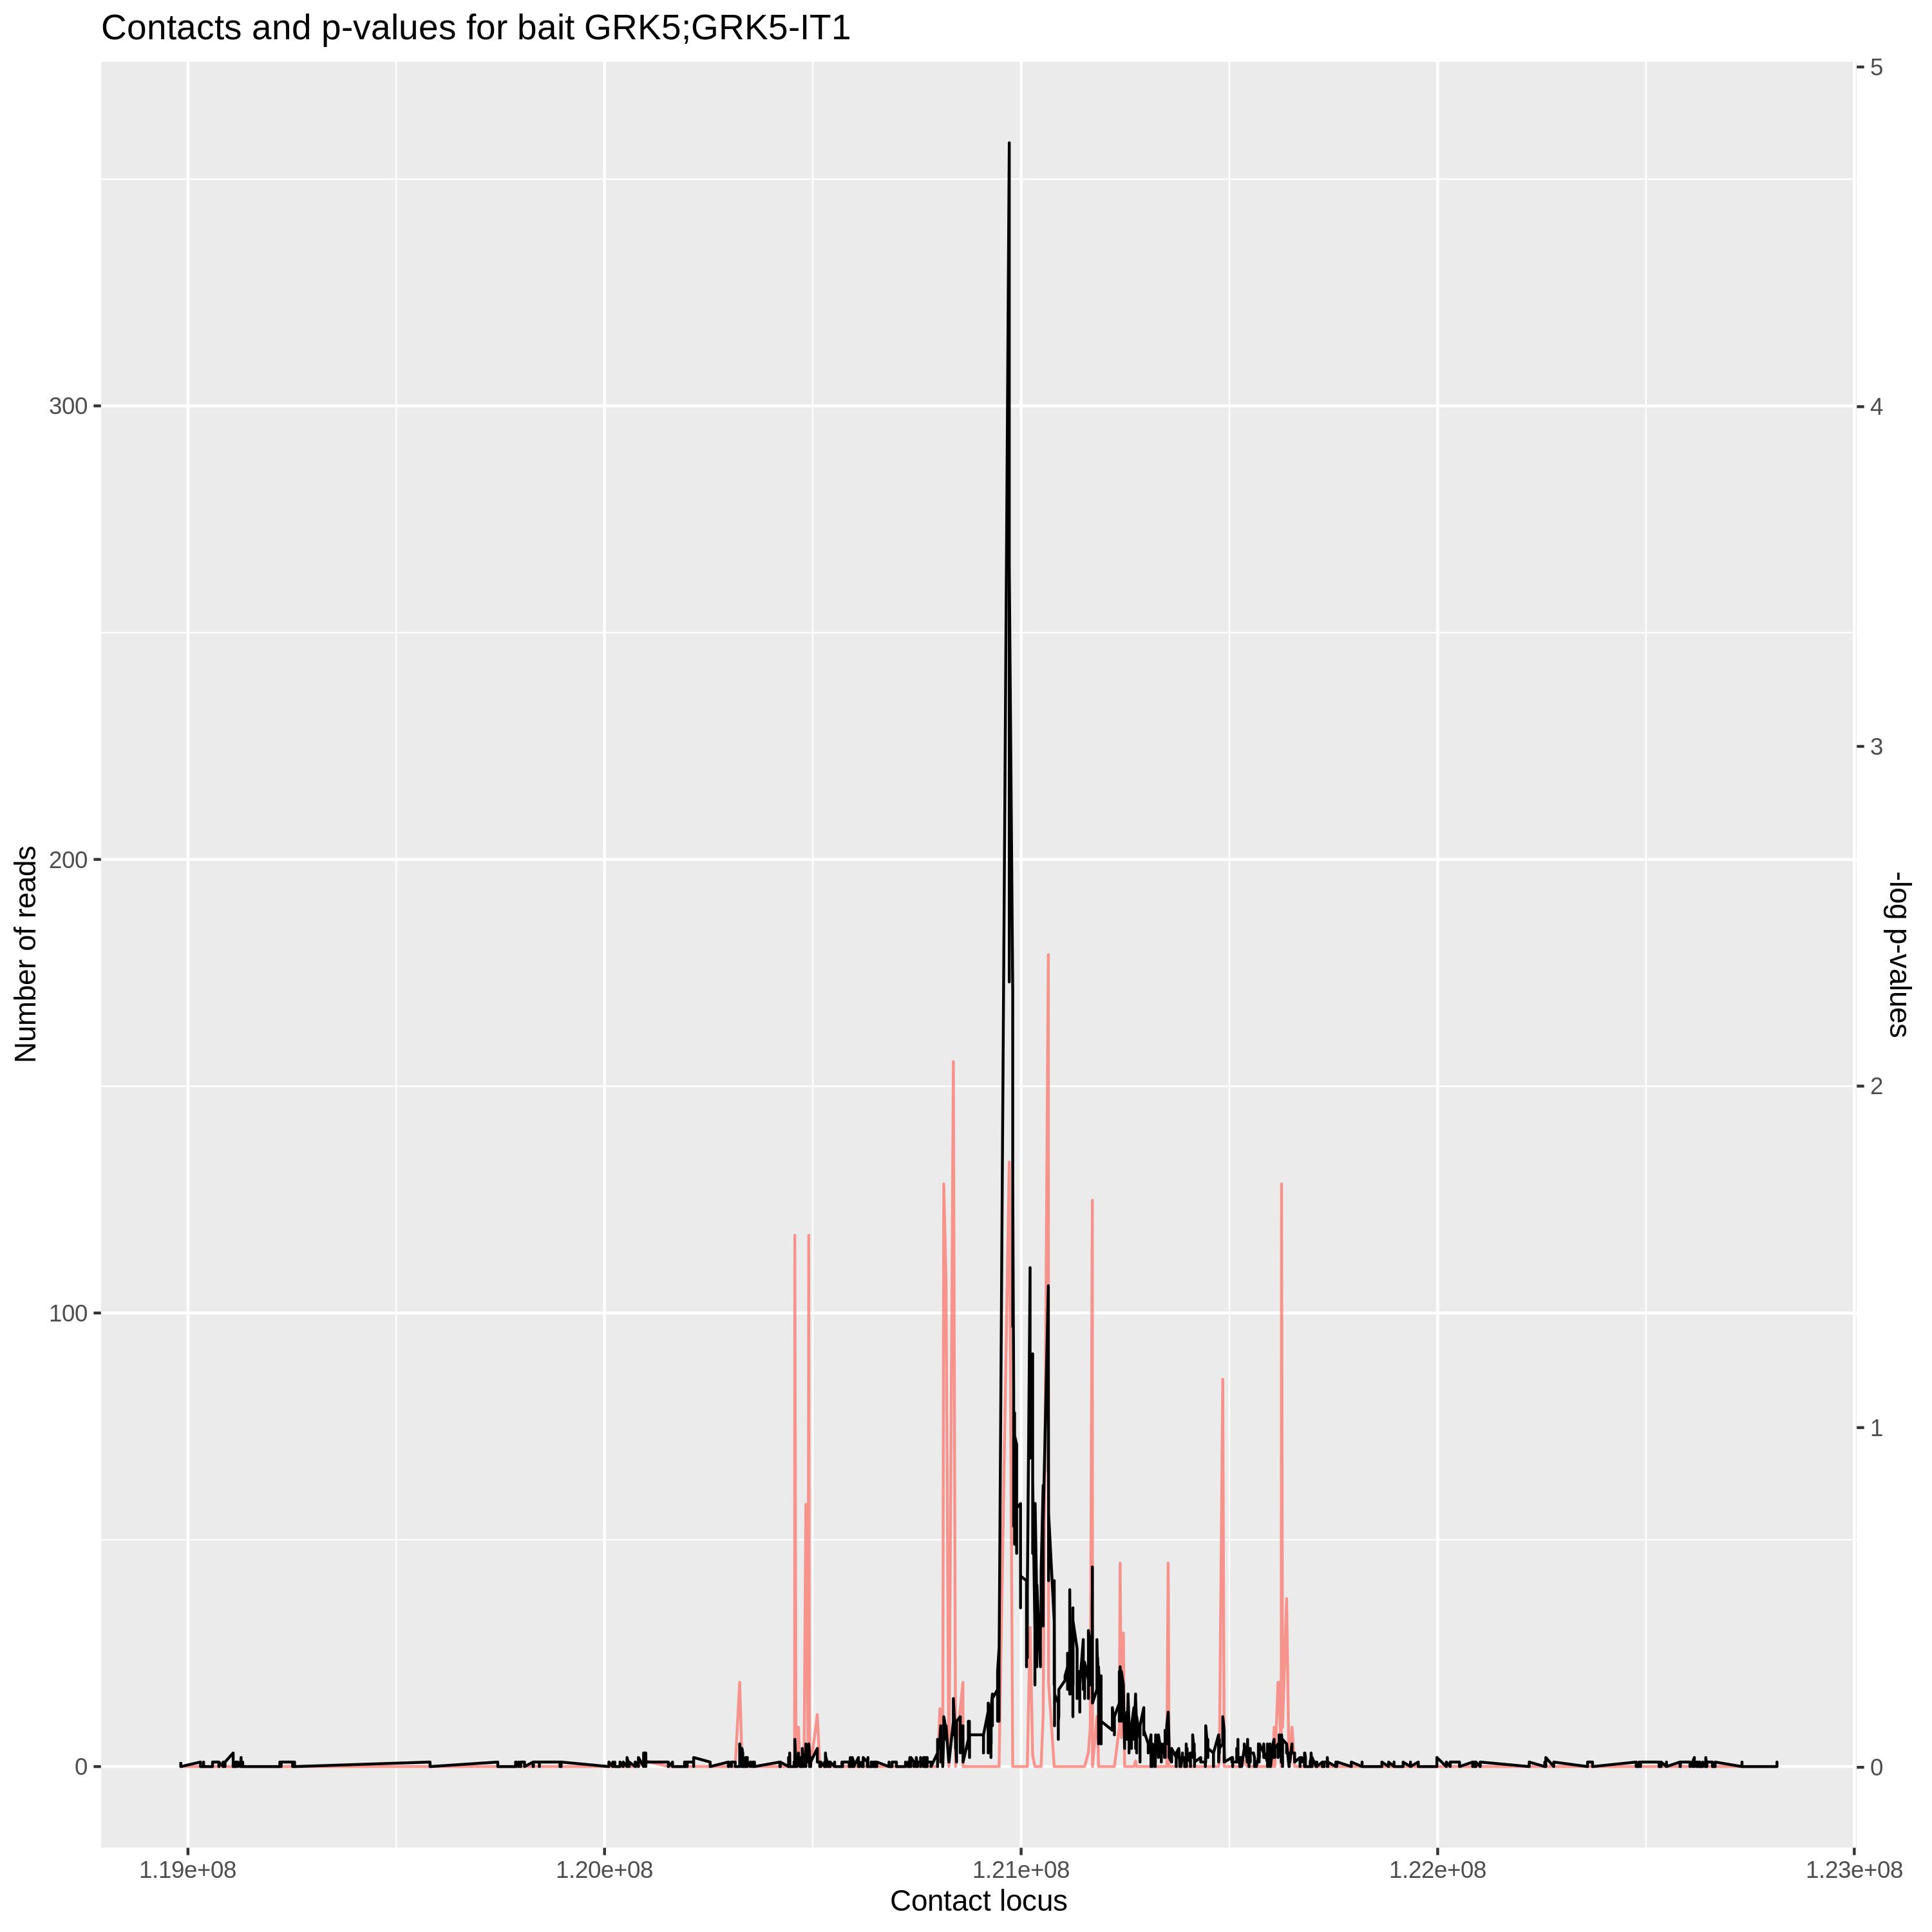 Contacts and p-values for bait GRK5;GRK5-IT1
Number of reads
300
200
100
0
5
4
3
2
1
0
-log p-values
1.19e+08
1.20e+08
1.21e+08
1.22e+08
1.23e+08
Contact locus